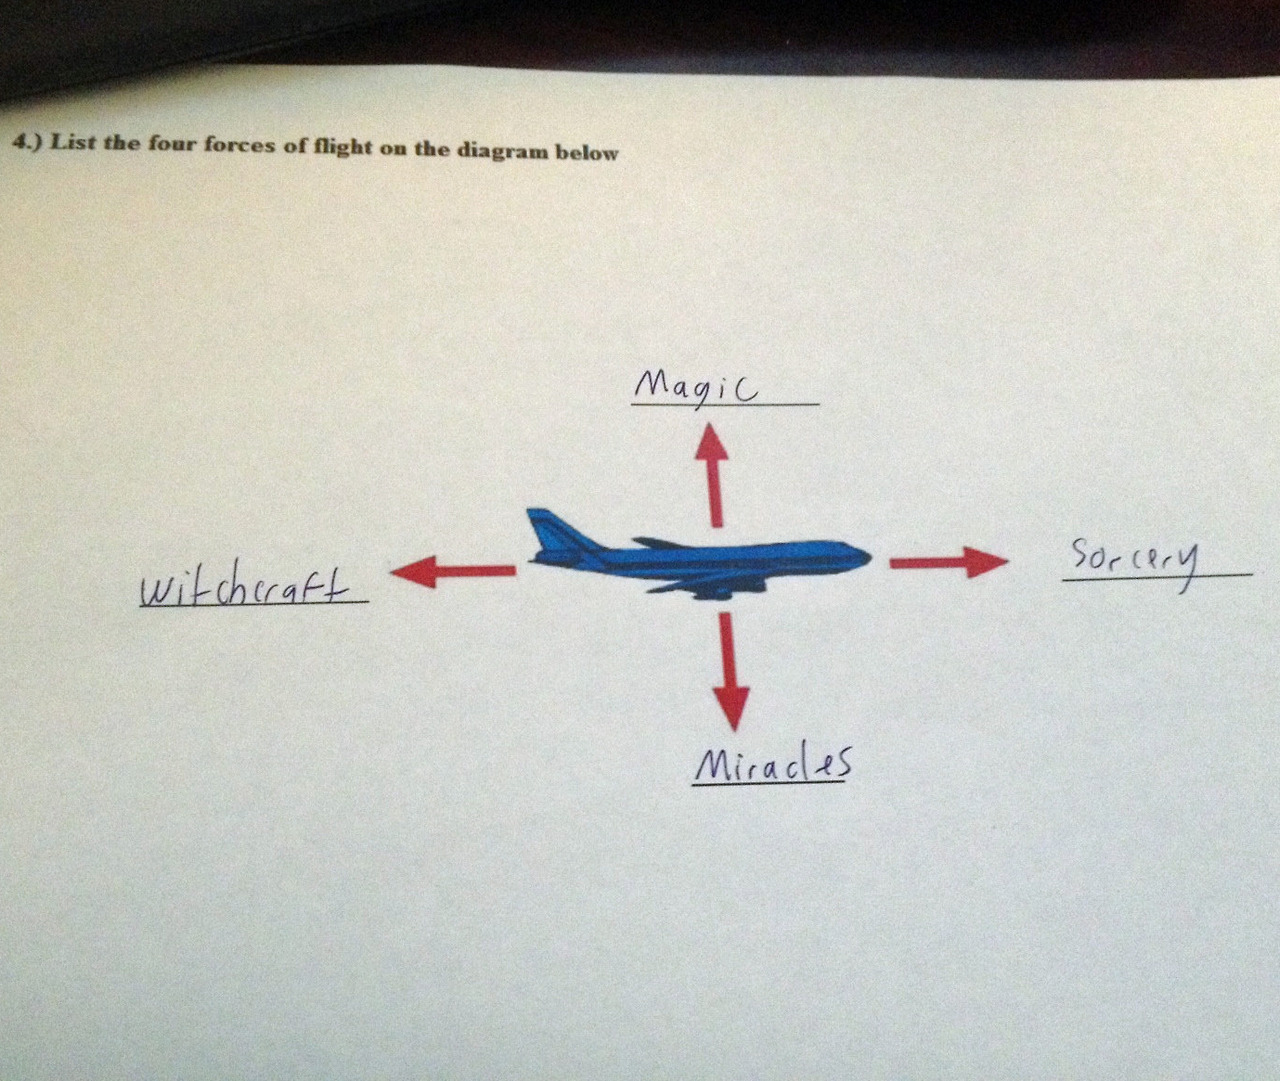 4.) List the four forces of flight on the diagram below
Magic
Witchcraft
Sorcery
Miracles